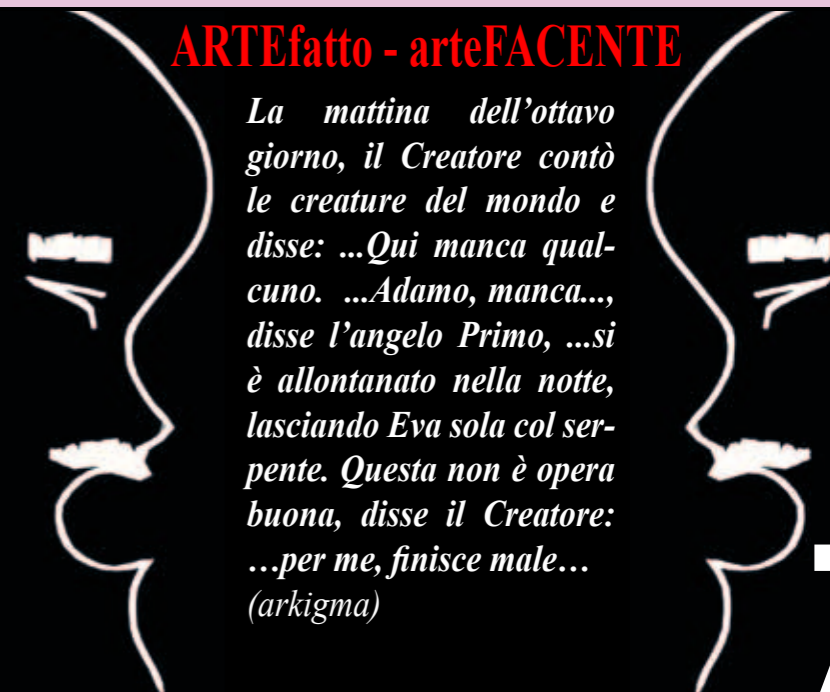 ARTEfatto - arteFACENTE
La mattina dell’ottavo
giorno, il Creatore contò
le creature del mondo e
disse: ...Qui manca qual-
cuno. ...Adamo, manca...,
disse l’angelo Primo, ...si
è allontanato nella notte,
lasciando Eva sola col ser-
pente. Questa non è opera
buona, disse il Creatore:
…per me, finisce male…
(arkigma)